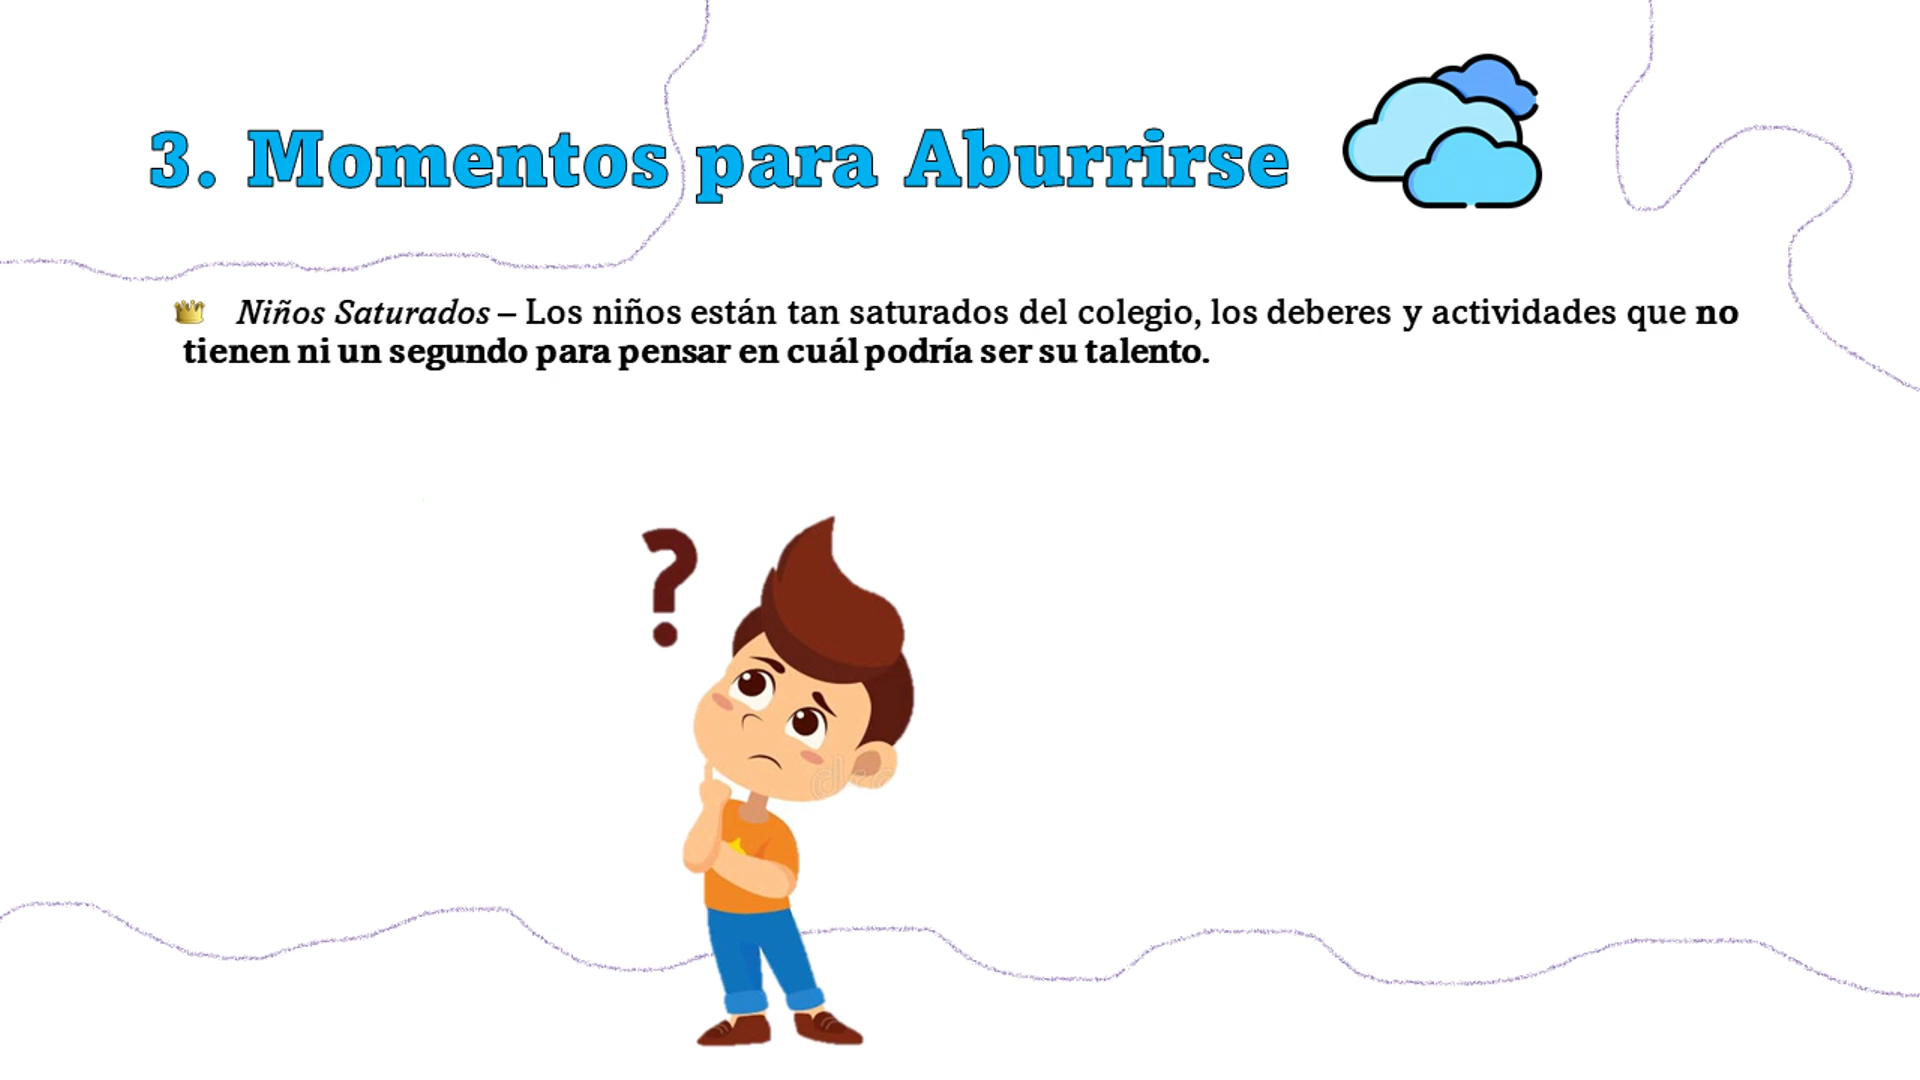 3. Momentos para Aburrirse
Niños Saturados – Los niños están tan saturados del colegio, los deberes y actividades que no
tienen ni un segundo para pensar en cuál podría ser su talento.
?